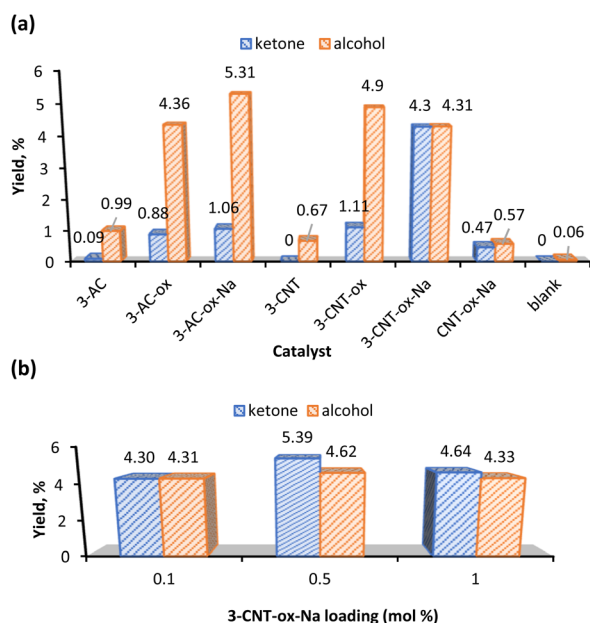 (a)
ketone alcohol
Yield, %
6
5
4
3
2
1
0
0.09 0.99
0.88 4.36
1.06 5.31
0 0.67
1.11 4.9
4.3 4.31
0.47 0.57
0 0.06
3-AC 3-AC-ox 3-AC-ox-Na 3-CNT 3-CNT-ox 3-CNT-ox-Na CNT-ox-Na blank
Catalyst
(b)
ketone alcohol
Yield, %
6
4
2
0
4.30 4.31
5.39 4.62
4.64 4.33
0.1 0.5 1
3-CNT-ox-Na loading (mol %)